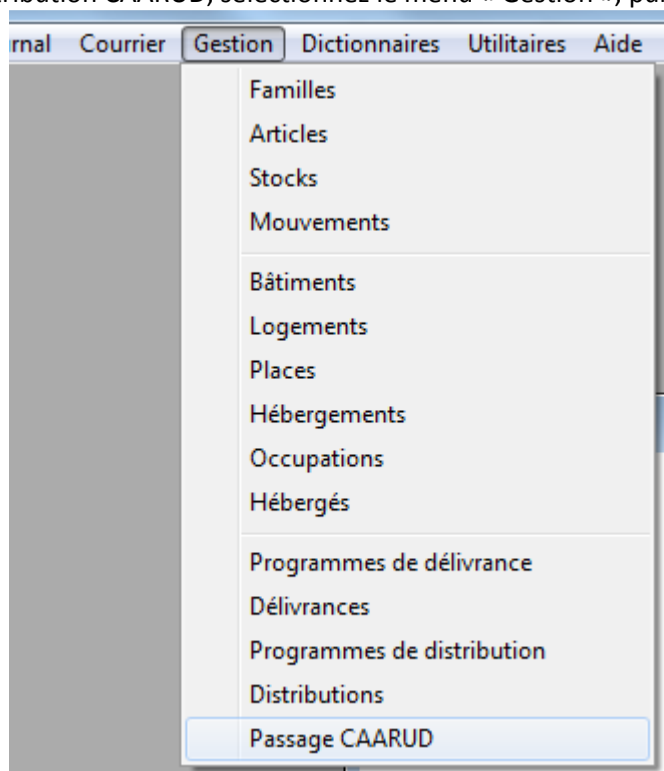 ribution CAARUD, sélectionnez le menu « Gestion », pa
rnal Courrier Gestion Dictionnaires Utilitaires Aide
Familles
Articles
Stocks
Mouvements
Bâtiments
Logements
Places
Hébergements
Occupations
Hébergés
Programmes de délivrance
Délivrances
Programmes de distribution
Distributions
Passage CAARUD